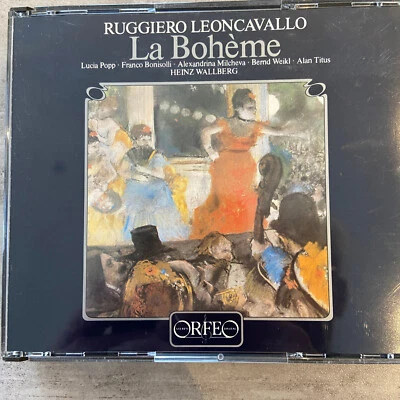 RUGGIERO LEONCAVALLO
La Bohème
Lucia Popp · Franco Bonisolli · Alexandrina Milcheva · Bernd Weikl · Alan Titus
HEINZ WALLBERG
ORFEO